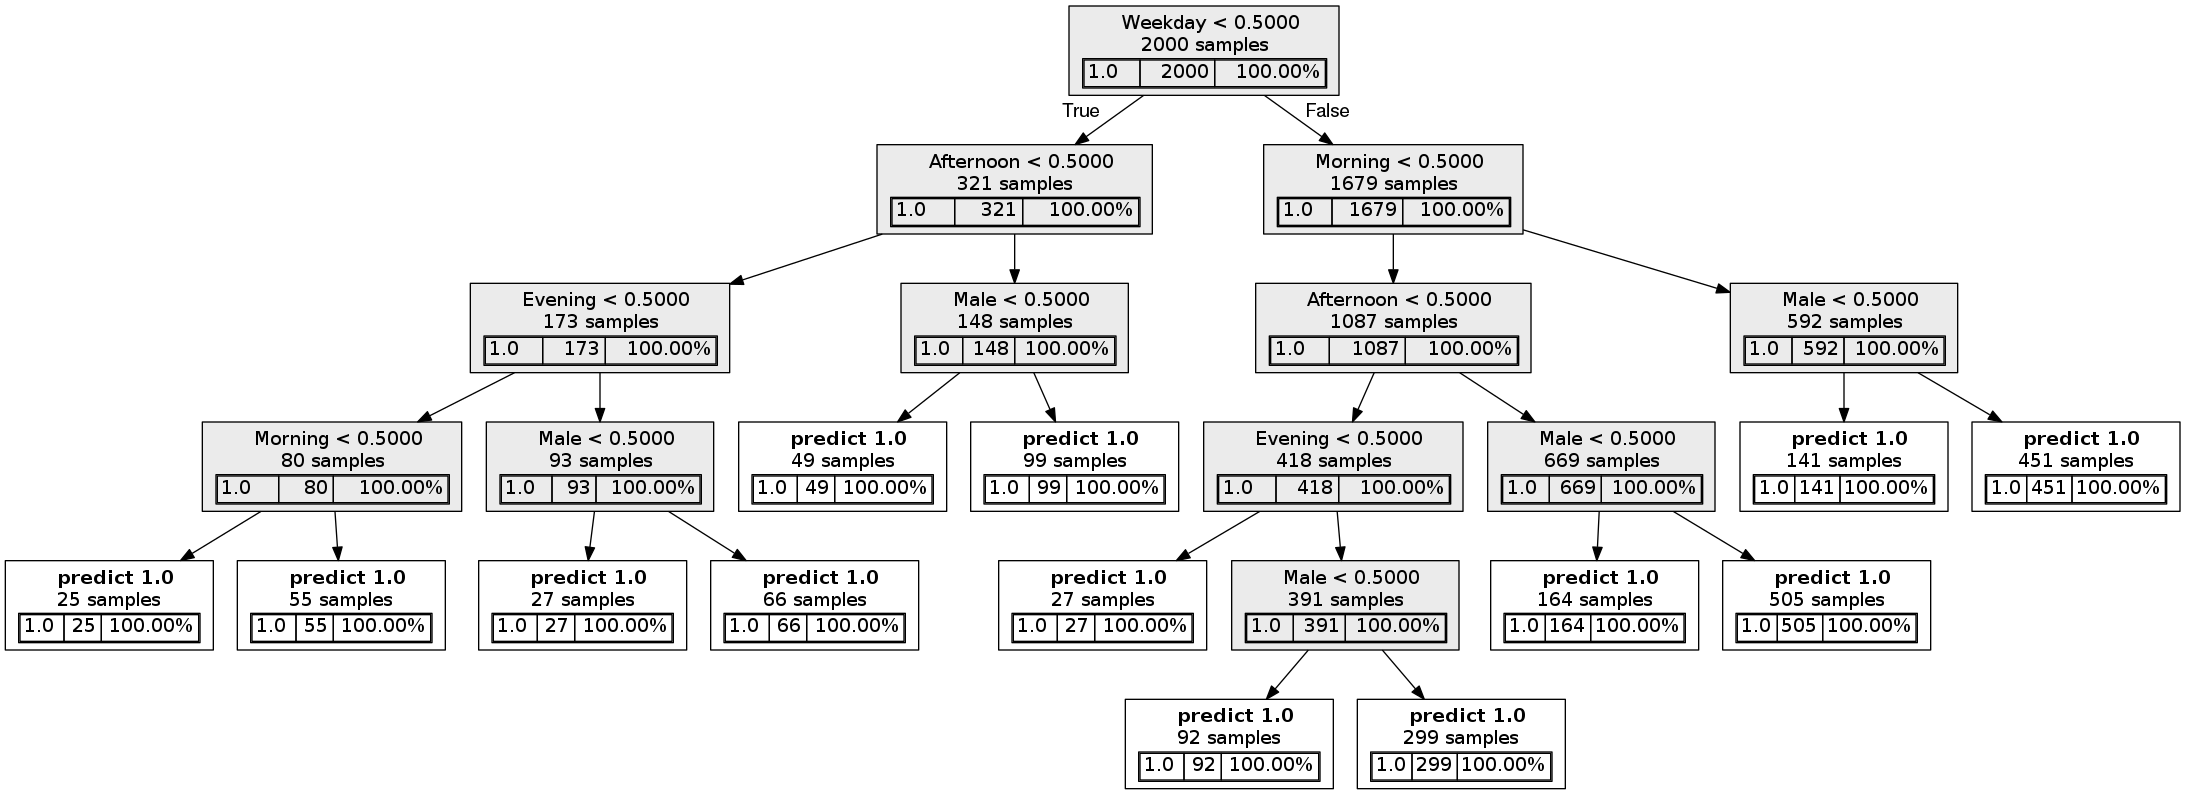 Weekday < 0.5000
2000 samples
1.0 2000 100.00%
True
False
Afternoon < 0.5000
321 samples
1.0 321 100.00%
Morning < 0.5000
1679 samples
1.0 1679 100.00%
Evening < 0.5000
173 samples
1.0 173 100.00%
Male < 0.5000
148 samples
1.0 148 100.00%
Afternoon < 0.5000
1087 samples
1.0 1087 100.00%
Male < 0.5000
592 samples
1.0 592 100.00%
Morning < 0.5000
80 samples
1.0 80 100.00%
Male < 0.5000
93 samples
1.0 93 100.00%
predict 1.0
49 samples
1.0 49 100.00%
predict 1.0
99 samples
1.0 99 100.00%
Evening < 0.5000
418 samples
1.0 418 100.00%
Male < 0.5000
669 samples
1.0 669 100.00%
predict 1.0
141 samples
1.0 141 100.00%
predict 1.0
451 samples
1.0 451 100.00%
predict 1.0
25 samples
1.0 25 100.00%
predict 1.0
55 samples
1.0 55 100.00%
predict 1.0
27 samples
1.0 27 100.00%
predict 1.0
66 samples
1.0 66 100.00%
predict 1.0
27 samples
1.0 27 100.00%
Male < 0.5000
391 samples
1.0 391 100.00%
predict 1.0
164 samples
1.0 164 100.00%
predict 1.0
505 samples
1.0 505 100.00%
predict 1.0
92 samples
1.0 92 100.00%
predict 1.0
299 samples
1.0 299 100.00%